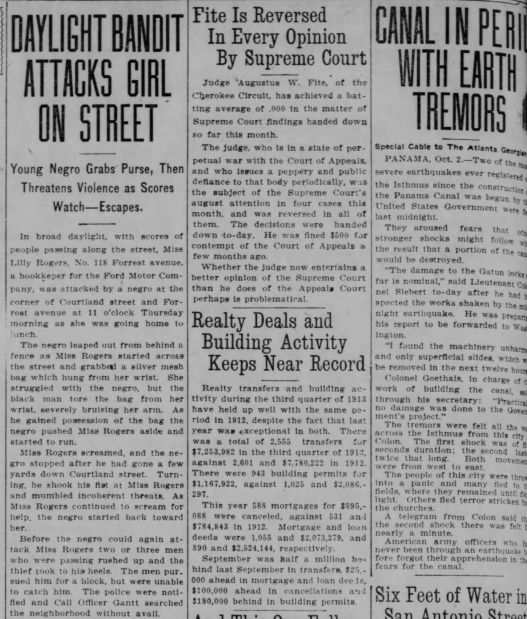 DAYLIGHT BANDIT
ATTACKS GIRL
ON STREET
Young Negro Grabs Purse, Then
Threatens Violence as Scores
Watch—Escapes.
In broad daylight, with scores of
people passing along the street, Miss
Lilly Rogers, No. 118 Forrest avenue,
a bookkeper for the Ford Motor Com-
pany, was attacked by a negro at the
corner of Courtland street and For-
rest avenue at 11 o'clock Thursday
morning as she was going home to
lunch.
The negro leaped out from behind a
fence as Miss Rogers started across
the street and grabbed a silver mesh
bag which hung from her wrist. She
struggled with the negro, but the
black man tore the bag from her
wrist, severely bruising her arm. As
he gained possession of the bag the
negro pushed Miss Rogers aside and
started to run.
Miss Rogers screamed, and the ne-
gro stopped after he had gone a few
yards down Courtland street. Turn-
ing, he shook his fist at Miss Rogers
and mumbled incoherent threats. As
Miss Rogers continued to scream for
help, the negro started back toward
her.
Before the negro could again at-
tack Miss Rogers two or three men
who were passing rushed up and the
thief took to his heels. The men pur-
sued him for a block, but were unable
to catch him. The police were noti-
fied and Call Officer Gantt searched
the neighborhood without avail.
Fite Is Reversed
In Every Opinion
By Supreme Court
Judge Augustus W. Fite, of the
Cherokee Circuit, has achieved a bat-
ting average of .000 in the matter of
Supreme Court findings handed down
so far this month.
The judge, who is in a state of per-
petual war with the Court of Appeals,
and who issues a peppery and public
defiance to that body periodically, was
the subject of the Supreme Court's
august attention in four cases this
month, and was reversed in all of
them. The decisions were handed
down to-day. He was fined $500 for
contempt of the Court of Appeals a
few months ago.
Whether the judge now entertaing a
better opinion of the Supreme Court
than he does of the Appeals Court
perhaps is problematical.
Realty Deals and
Building Activity
Keeps Near Record
Realty transfers and building ac-
tivity during the third quarter of 1913
have held up well with the same pe-
riod in 1912, despite the fact that last
year was exceptional in both. There
was a total of 2,555 transfers for
$7,253,982 in the third quarter of 1913,
against 2,601 and $7,780,222 in 1912.
There were 943 building permits for
$1,167,922, against 1,025 and $2,086,-
297.
This year 588 mortgages for $895,-
088 were canceled, against 531 and
$784,843 in 1912. Mortgage and loan
deeds were 1,055 and $2,073,279, and
890 and $2,524,144, respectively.
September was half a million be-
hind last September in transfers, $25,-
000 ahead in mortgage and loan deeds,
$100,000 ahead in cancellations and
$180,000 behind in building permits.
CANAL IN PERIL
WITH EARTH
TREMORS
Special Cable to The Atlanta Georgian
PANAMA, Oct. 2.—Two of the
severe earthquakes ever registered
the Isthmus since the construction
the Panama Canal was begun by
United States Government were
last midnight.
They aroused fears that
stronger shocks might follow
the result that a portion of the
would be destroyed.
"The damage to the Gatun locks
far is nominal," said Lieutenant
nel Siebert to-day after he had
spected the works shaken by the
night earthquake. He was
his report to be forwarded to
ington.
"I found the machinery
and only superficial slides, which
be removed in the next twelve
Colonel Goethals, in charge of
work of building the canal,
through his secretary:
no damage was done to the
ment's project."
The tremors were felt all the
across the Isthmus from this city
Colon. The first shock was of
seconds duration; the second
twice that long. Both
were from west to east.
The people of this city were
into a panic and many fled to
fields, where they remained until
light. Others fled terror stricken
the churches.
A telegram from Colon said
the second shock there was felt
nearly a minute.
American army officers who
never been through an earthquake
fore forgot their apprehension in
fears for the canal.
Six Feet of Water in
San Antonio Street